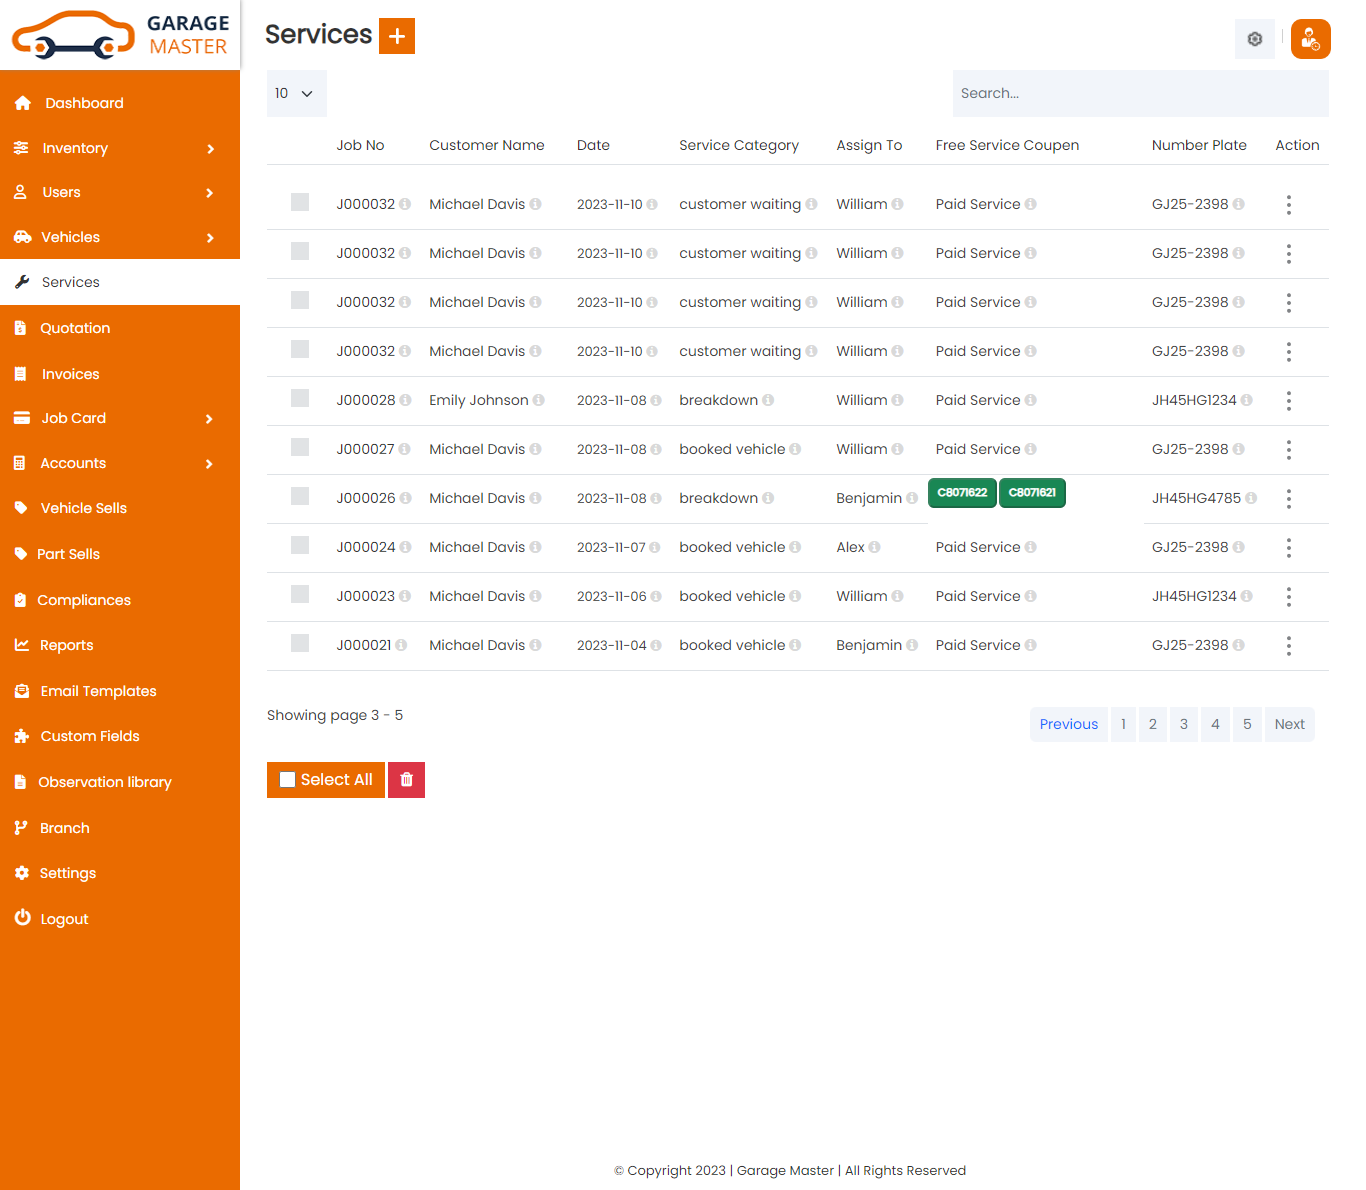 GARAGE
MASTER
Services
Dashboard
Inventory
Users
Vehicles
Services
Quotation
Invoices
Job Card
Accounts
Vehicle Sells
Part Sells
Compliances
Reports
Email Templates
Custom Fields
Observation library
Branch
Settings
Logout
10
Search...
Job No Customer Name Date Service Category Assign To Free Service Coupen Number Plate Action
J000032 Michael Davis 2023-11-10 customer waiting William Paid Service GJ25-2398
J000032 Michael Davis 2023-11-10 customer waiting William Paid Service GJ25-2398
J000032 Michael Davis 2023-11-10 customer waiting William Paid Service GJ25-2398
J000032 Michael Davis 2023-11-10 customer waiting William Paid Service GJ25-2398
J000028 Emily Johnson 2023-11-08 breakdown William Paid Service JH45HG1234
J000027 Michael Davis 2023-11-08 booked vehicle William Paid Service GJ25-2398
J000026 Michael Davis 2023-11-08 breakdown Benjamin C8071622 C8071621 JH45HG4785
J000024 Michael Davis 2023-11-07 booked vehicle Alex Paid Service GJ25-2398
J000023 Michael Davis 2023-11-06 booked vehicle William Paid Service JH45HG1234
J000021 Michael Davis 2023-11-04 booked vehicle Benjamin Paid Service GJ25-2398
Showing page 3 - 5
Previous 1 2 3 4 5 Next
Select All
© Copyright 2023 | Garage Master | All Rights Reserved